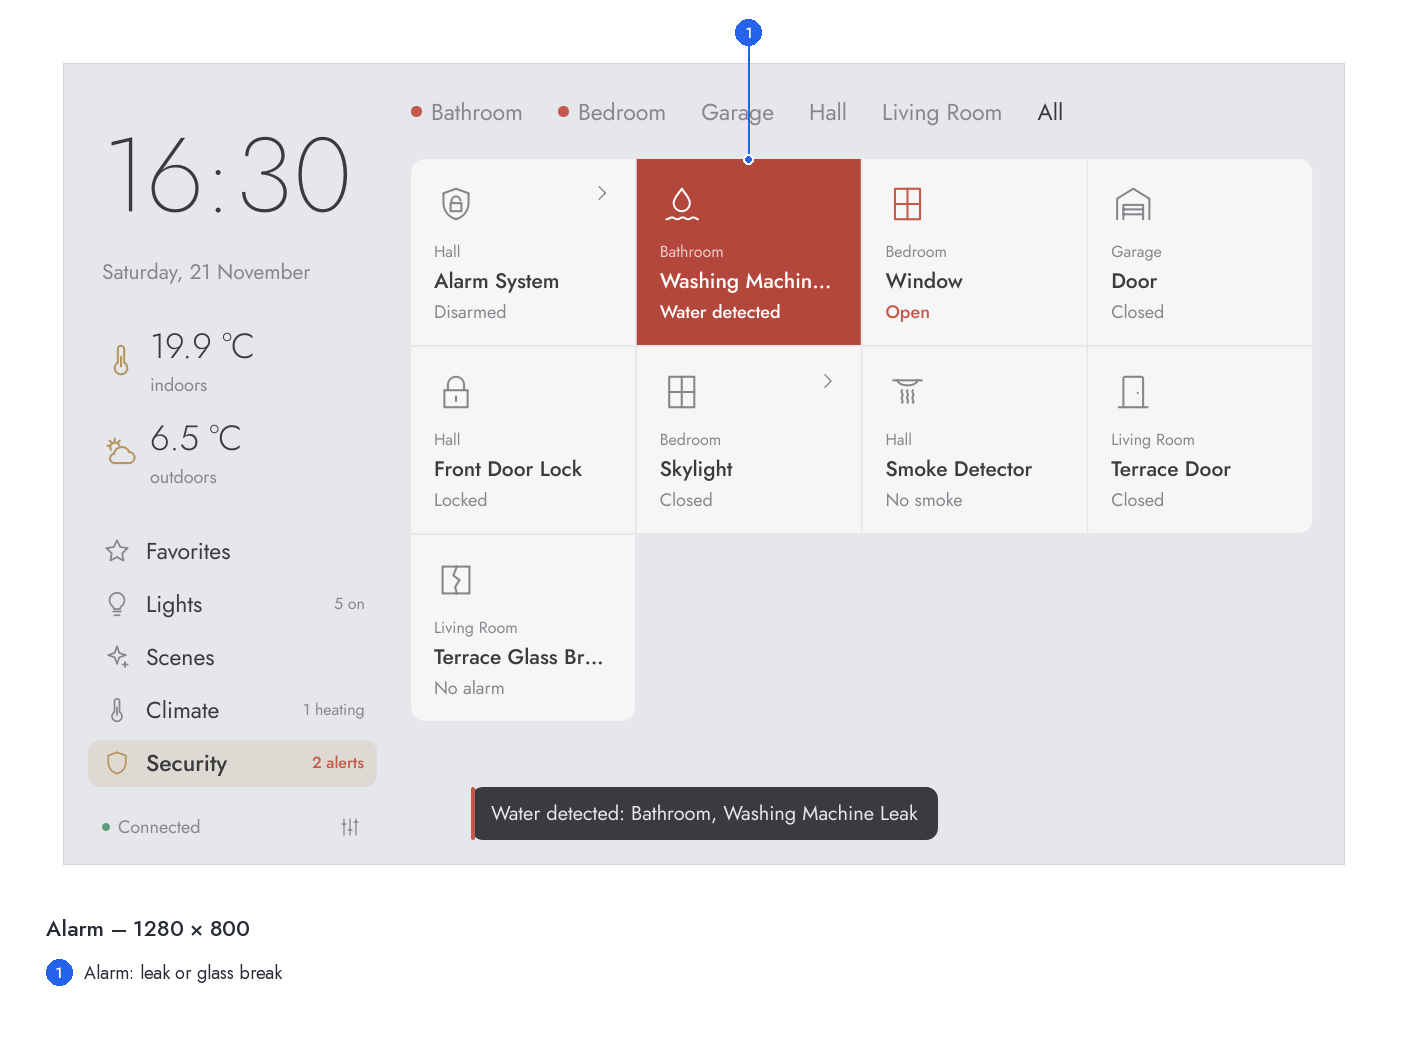 1
Bathroom Bedroom Garage Hall Living Room All
16:30
Saturday, 21 November
19.9 °C
indoors
6.5 °C
outdoors
Favorites
Lights 5 on
Scenes
Climate 1 heating
Security 2 alerts
Connected
Hall
Alarm System
Disarmed
Bathroom
Washing Machin...
Water detected
Bedroom
Window
Open
Garage
Door
Closed
Hall
Front Door Lock
Locked
Bedroom
Skylight
Closed
Hall
Smoke Detector
No smoke
Living Room
Terrace Door
Closed
Living Room
Terrace Glass Br...
No alarm
Water detected: Bathroom, Washing Machine Leak
Alarm – 1280 × 800
1 Alarm: leak or glass break